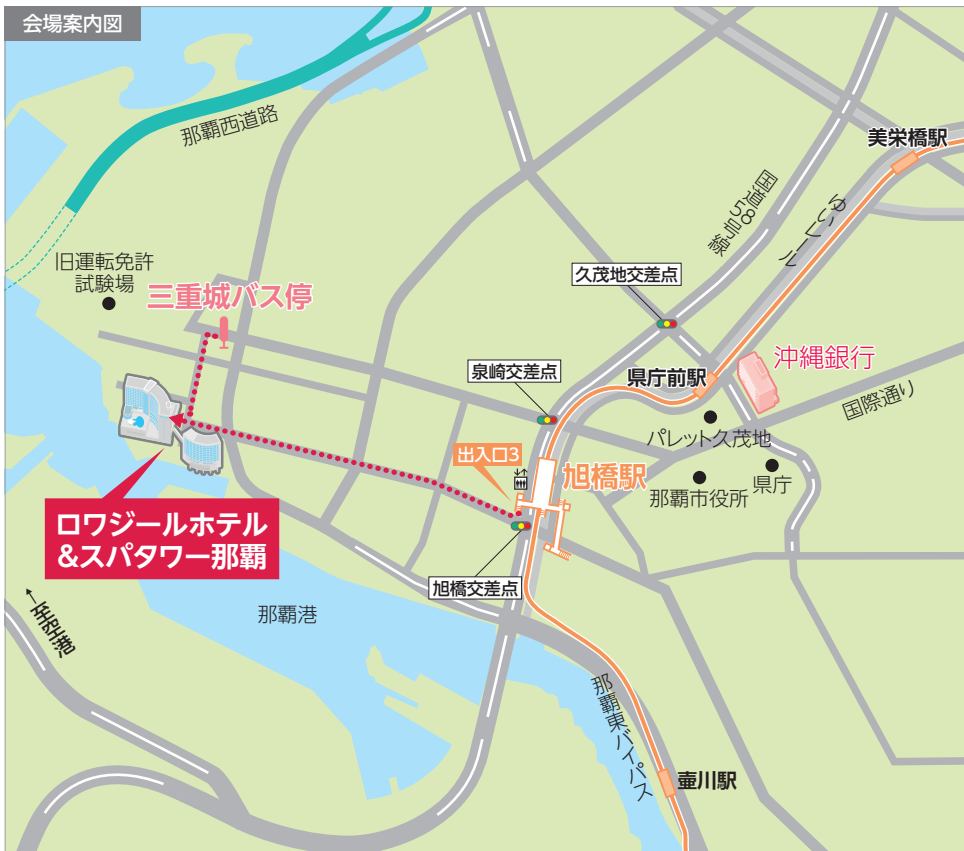 会場案内図
那覇西道路
美栄橋駅
国道58号線
ゆいレール
旧運転免許
試験場
三重城バス停
久茂地交差点
沖縄銀行
泉崎交差点
県庁前駅
国際通り
パレット久茂地
出入口3
旭橋駅
那覇市役所
県庁
ロワジールホテル
&スパタワー那覇
旭橋交差点
那覇港
←至空港
那覇東バイパス
壷川駅